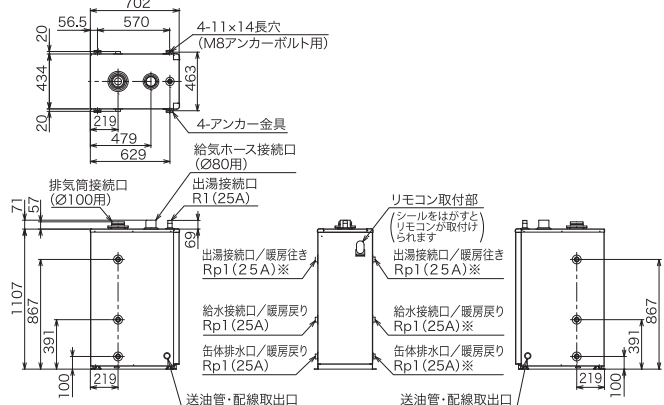 702
56.5
570
20
434
20
463
219
479
629
4-11×14長穴
(M8アンカーボルト用)
4-アンカー金具
給気ホース接続口
(Ø80用)
排気筒接続口
(Ø100用)
出湯接続口
R1(25A)
71
57
69
1107
867
391
100
219
送油管・配線取出口
リモコン取付部
(シールをはがすと
リモコンが取付け
られます)
出湯接続口/暖房往き
Rp1(25A)※
給水接続口/暖房戻り
Rp1(25A)
缶体排水口/暖房戻り
Rp1(25A)
出湯接続口/暖房往き
Rp1(25A)※
給水接続口/暖房戻り
Rp1(25A)※
缶体排水口/暖房戻り
Rp1(25A)※
867
391
100
219
送油管・配線取出口